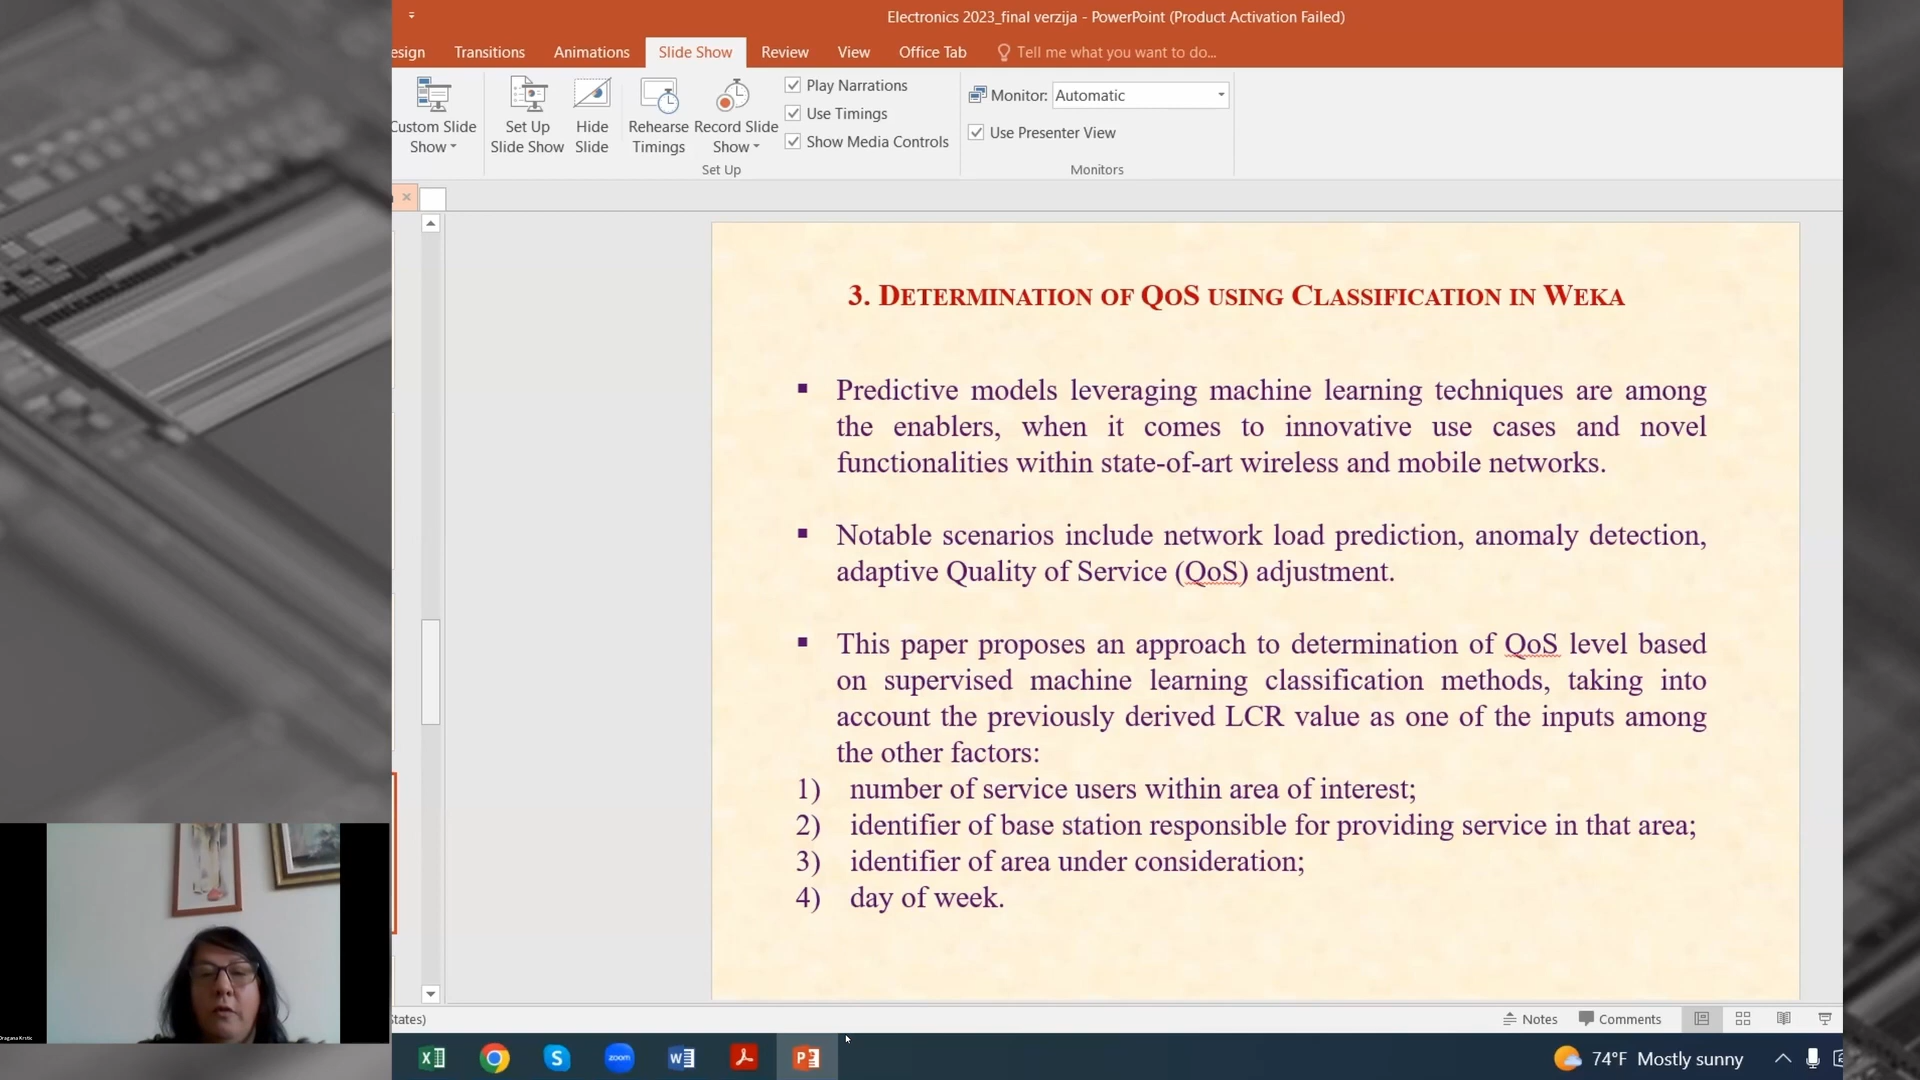 Electronics 2023_final verzija - PowerPoint (Product Activation Failed)
esign Transitions Animations Slide Show Review View Office Tab Tell me what you want to do...
Custom Slide Show
Set Up Slide Show
Hide Slide
Rehearse Timings
Record Slide Show
Play Narrations
Use Timings
Show Media Controls
Set Up
Monitor: Automatic
Use Presenter View
Monitors
3. DETERMINATION OF QOS USING CLASSIFICATION IN WEKA
▪ Predictive models leveraging machine learning techniques are among
the enablers, when it comes to innovative use cases and novel
functionalities within state-of-art wireless and mobile networks.
▪ Notable scenarios include network load prediction, anomaly detection,
adaptive Quality of Service (QoS) adjustment.
▪ This paper proposes an approach to determination of QoS level based
on supervised machine learning classification methods, taking into
account the previously derived LCR value as one of the inputs among
the other factors:
1) number of service users within area of interest;
2) identifier of base station responsible for providing service in that area;
3) identifier of area under consideration;
4) day of week.
Dragana Krstic
States)
Notes Comments
zoom
74°F Mostly sunny